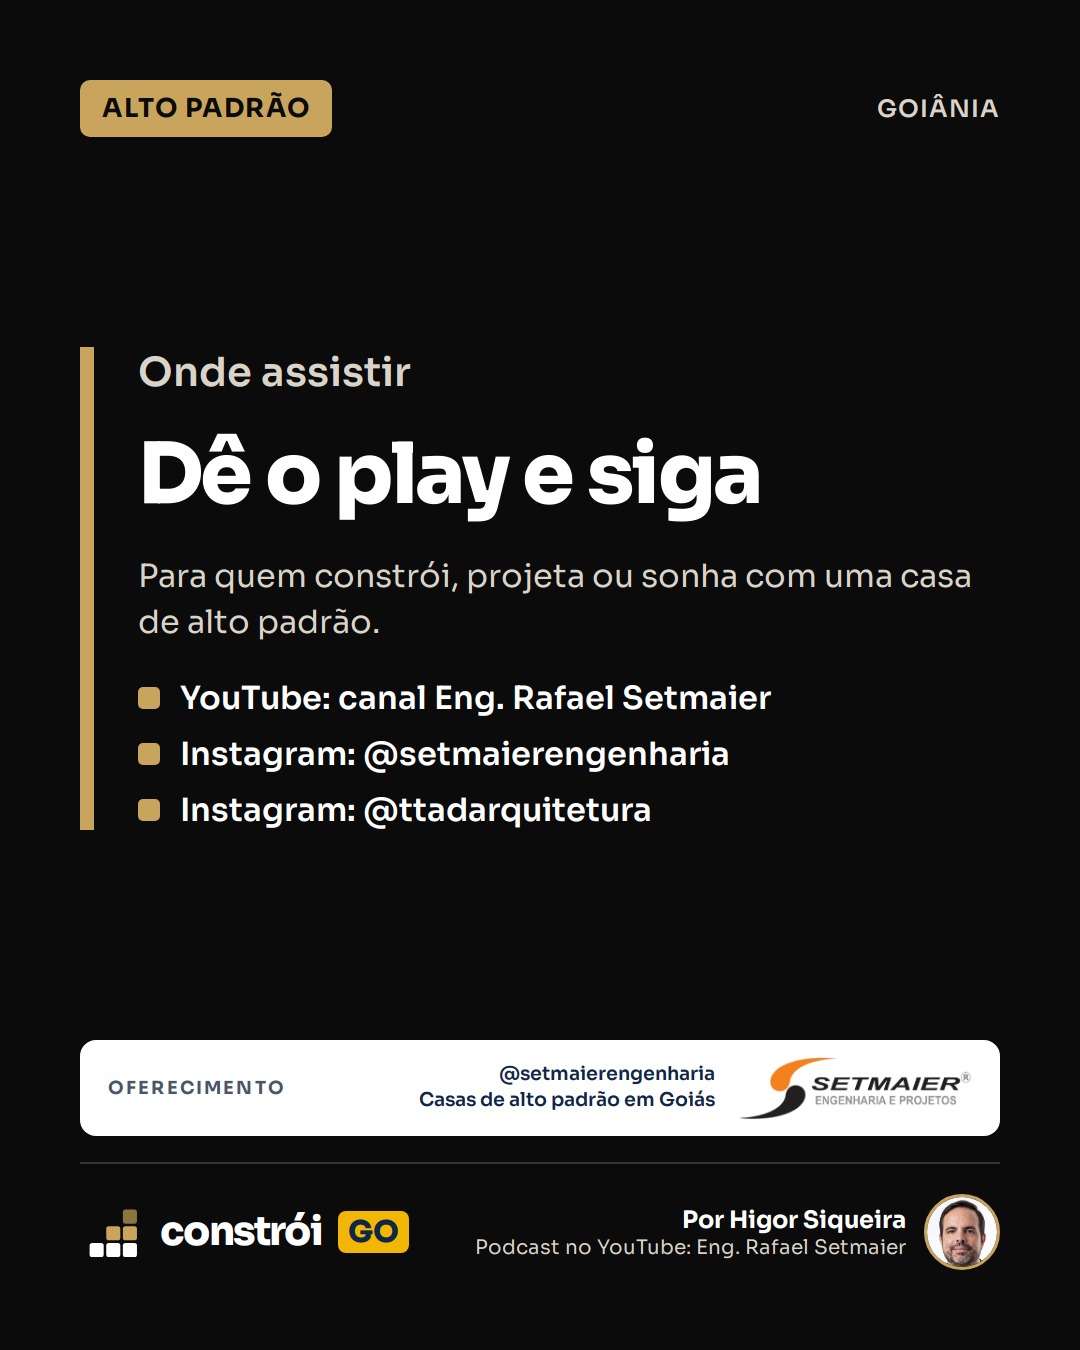 ALTO PADRÃO
GOIÂNIA
Onde assistir
Dê o play e siga
Para quem constrói, projeta ou sonha com uma casa
de alto padrão.
YouTube: canal Eng. Rafael Setmaier
Instagram: @setmaierengenharia
Instagram: @ttadarquitetura
OFERECIMENTO
@setmaierengenharia
Casas de alto padrão em Goiás
SETMAIER®
ENGENHARIA E PROJETOS
constrói GO
Por Higor Siqueira
Podcast no YouTube: Eng. Rafael Setmaier